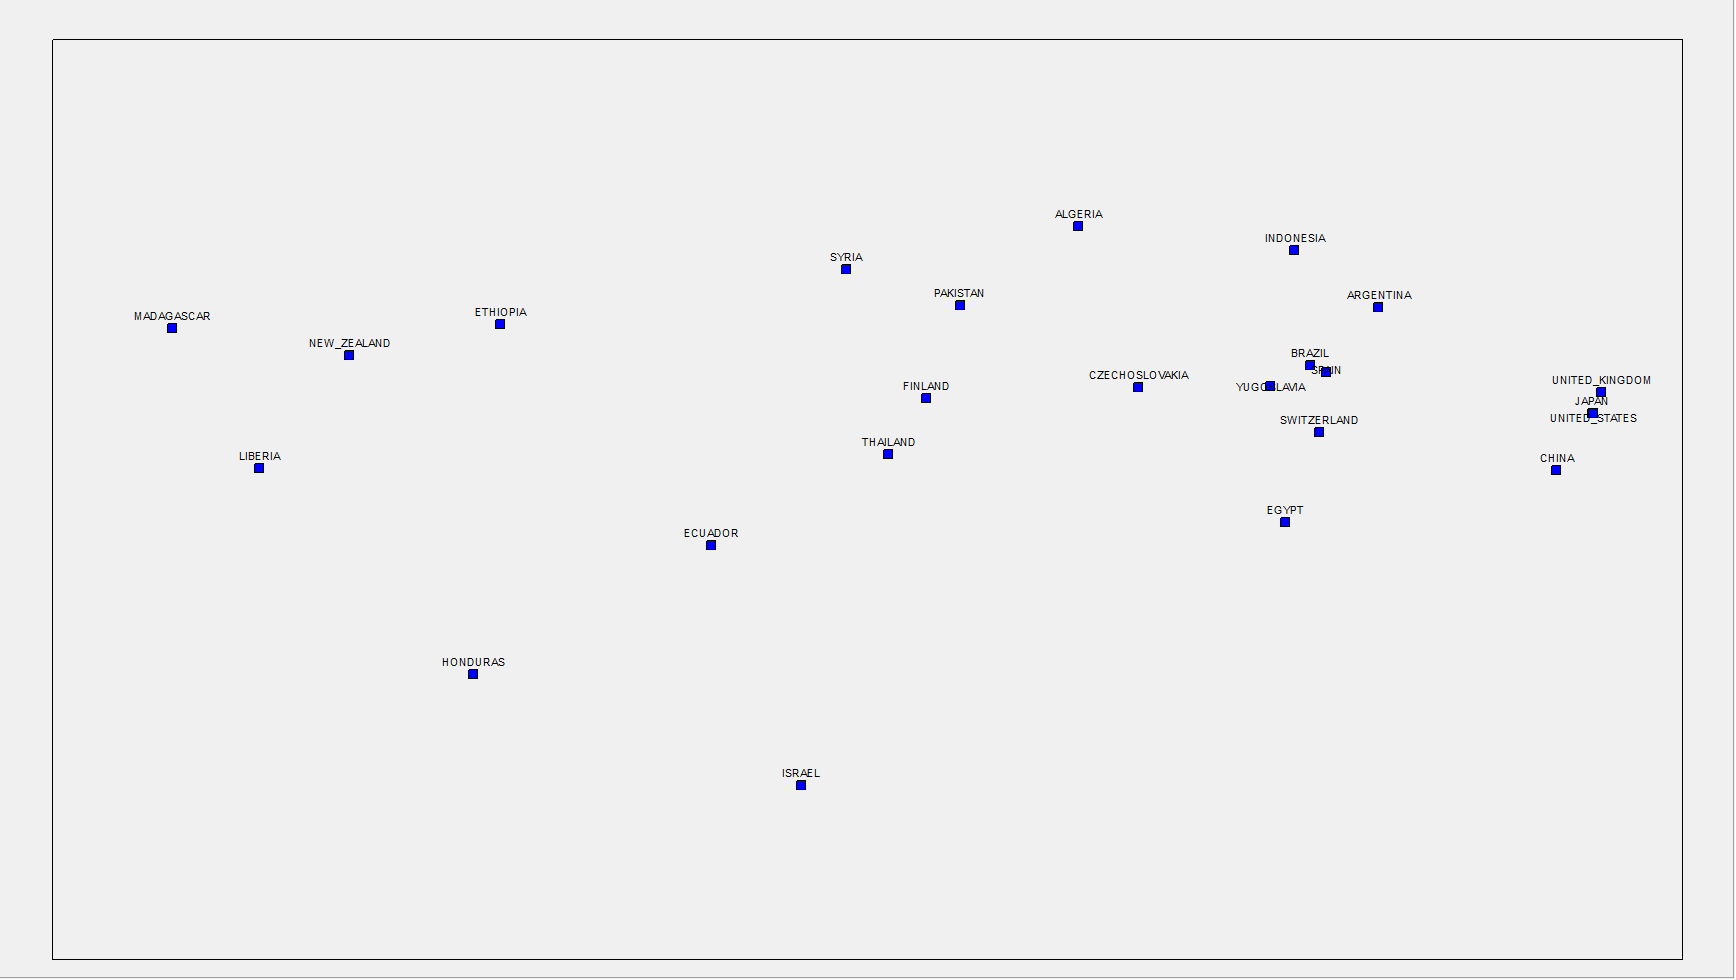 ALGERIA
INDONESIA
SYRIA
PAKISTAN
ARGENTINA
ETHIOPIA
MADAGASCAR
NEW_ZEALAND
BRAZIL
SPAIN
CZECHOSLOVAKIA
UNITED_KINGDOM
FINLAND
YUGOSLAVIA
JAPAN
UNITED_STATES
SWITZERLAND
THAILAND
LIBERIA
CHINA
EGYPT
ECUADOR
HONDURAS
ISRAEL